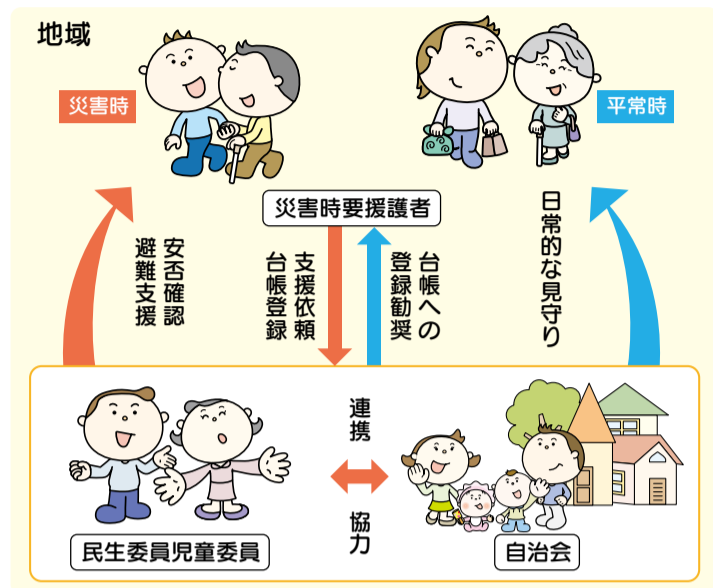 地域
災害時
平常時
災害時要援護者
安否確認
避難支援
支援依頼
台帳登録
台帳への
登録勧奨
日常的な見守り
連携
協力
民生委員児童委員
自治会